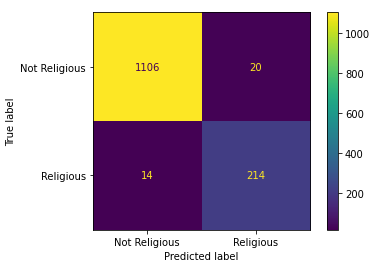 Not Religious
Religious
True label
1106
20
14
214
Not Religious
Religious
Predicted label
1000
800
600
400
200